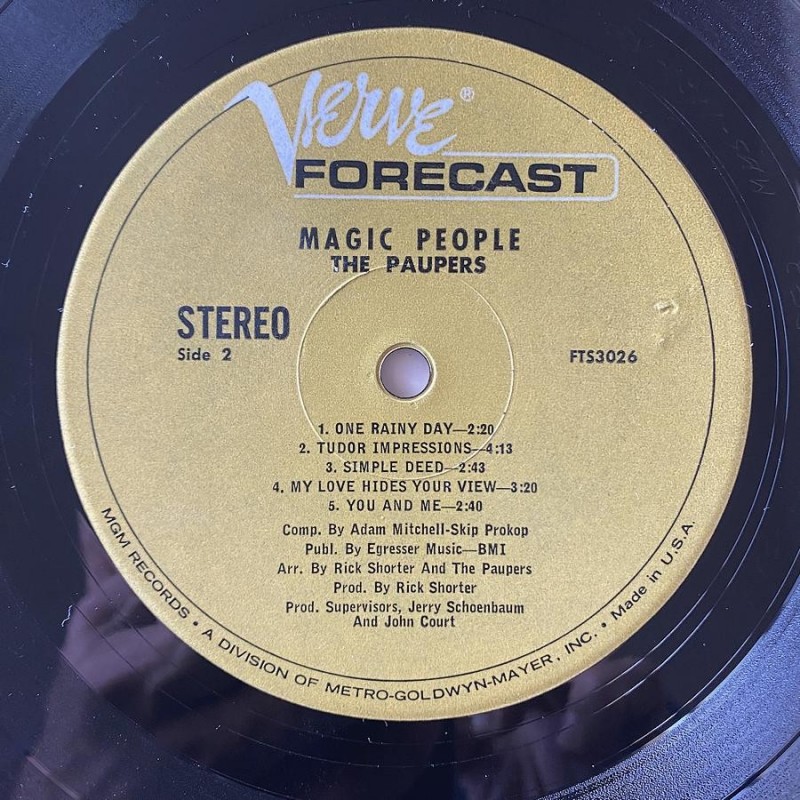 Verve®
FORECAST
MAGIC PEOPLE
THE PAUPERS
STEREO
Side 2
FTS3026
1. ONE RAINY DAY—2:20
2. TUDOR IMPRESSIONS—4:13
3. SIMPLE DEED—2:43
4. MY LOVE HIDES YOUR VIEW—3:20
5. YOU AND ME—2:40
Comp. By Adam Mitchell-Skip Prokop
Publ. By Egresser Music—BMI
Arr. By Rick Shorter And The Paupers
Prod. By Rick Shorter
Prod. Supervisors, Jerry Schoenbaum
And John Court
MGM RECORDS • A DIVISION OF METRO-GOLDWYN-MAYER, INC. • Made in U.S.A.